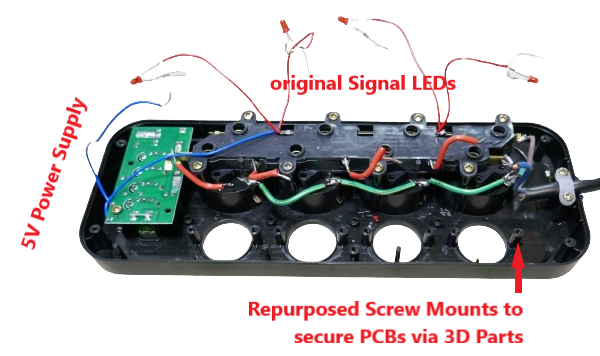 original Signal LEDs
5V Power Supply
Repurposed Screw Mounts to
secure PCBs via 3D Parts